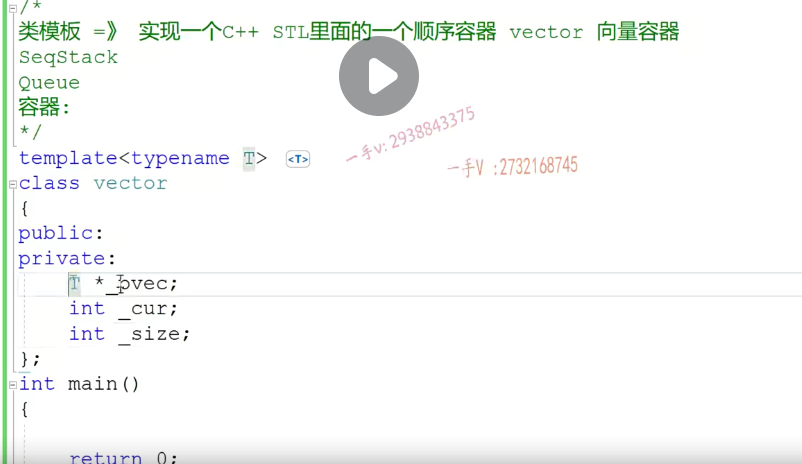 /*
类模板 =》 实现一个C++ STL里面的一个顺序容器 vector 向量容器
SeqStack
Queue
容器:
*/
一手v:2938843375
template<typename T> <T>
一手V :2732168745
class vector
{
public:
private:
T *_pvec;
int _cur;
int _size;
};
int main()
{
return 0;